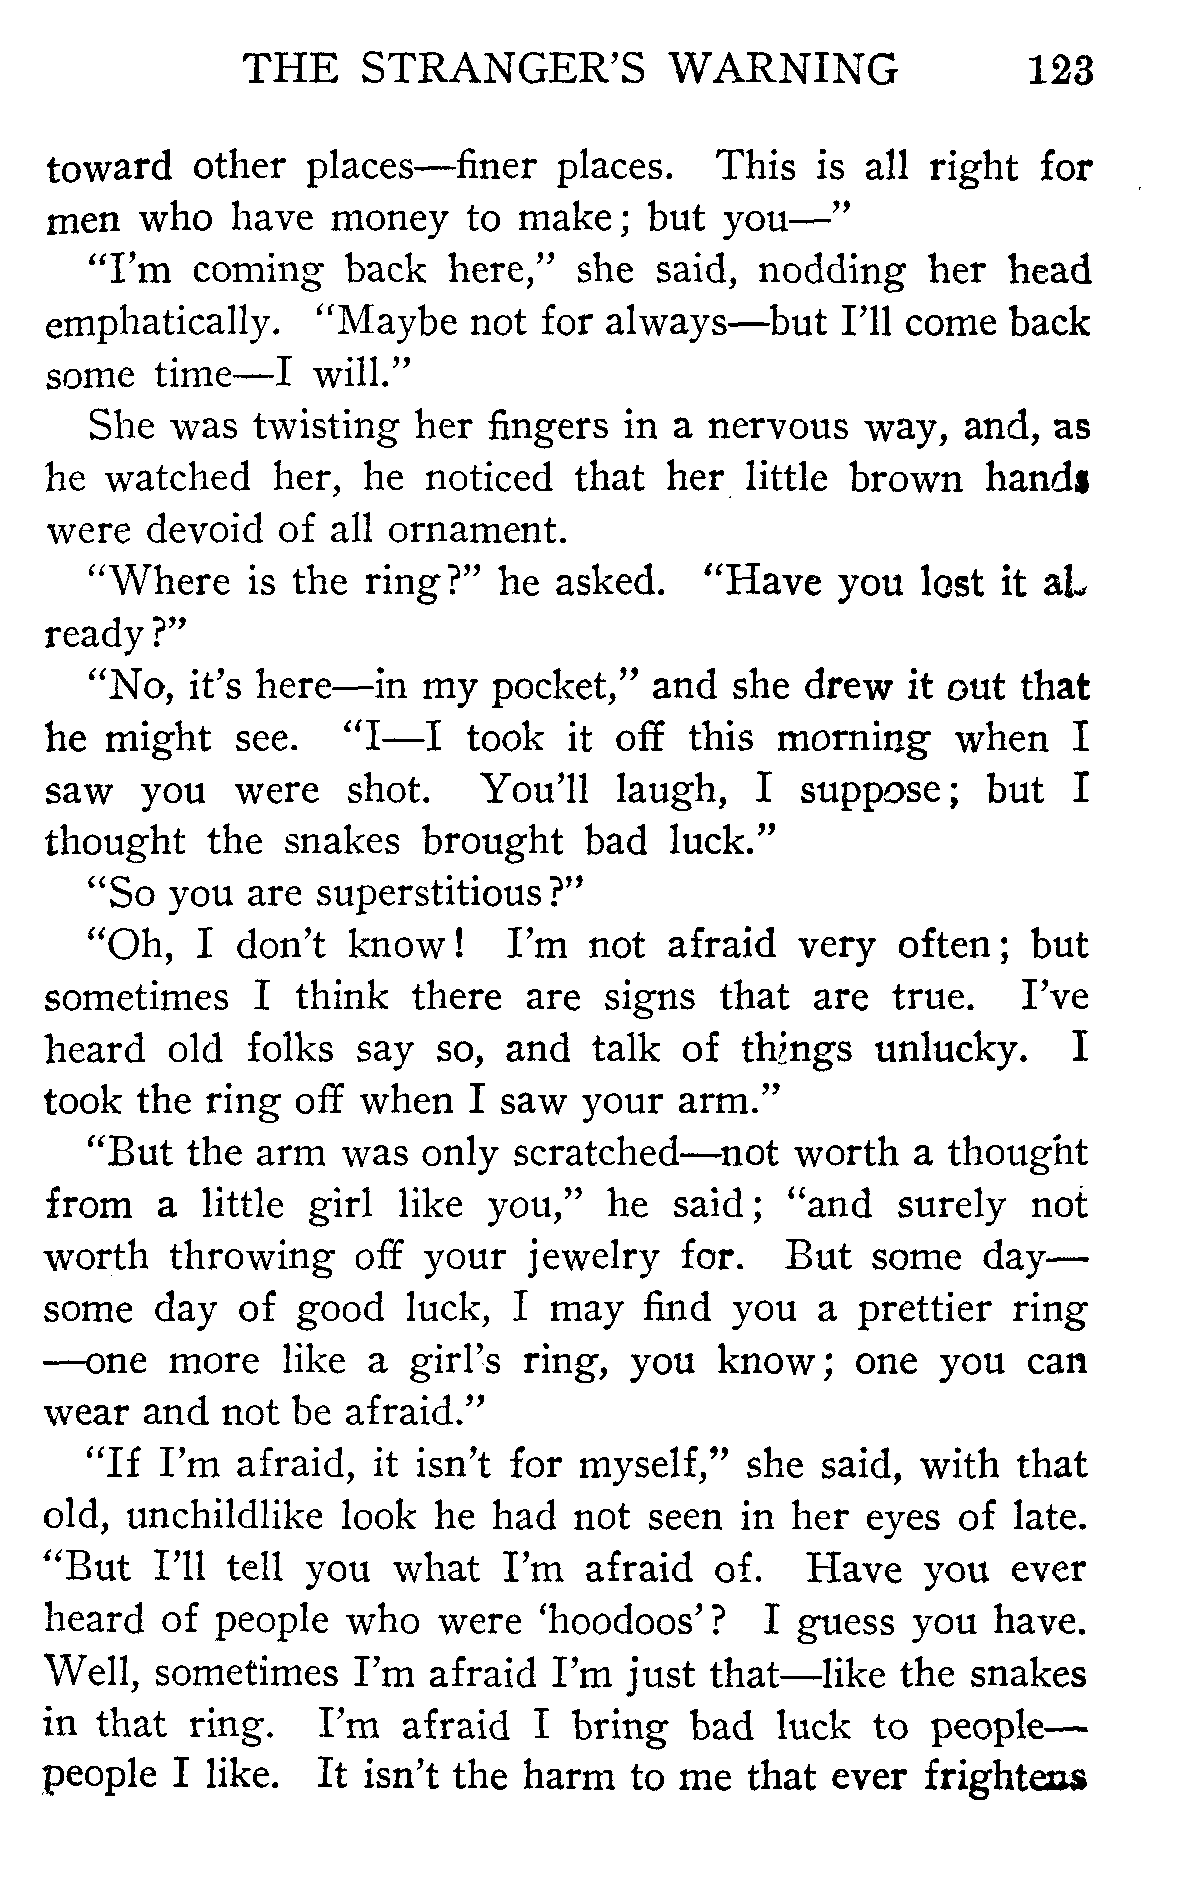 THE STRANGER'S WARNING 123
toward other places—finer places. This is all right for
men who have money to make; but you—"
"I'm coming back here," she said, nodding her head
emphatically. "Maybe not for always—but I'll come back
some time—I will."
She was twisting her fingers in a nervous way, and, as
he watched her, he noticed that her little brown hands
were devoid of all ornament.
"Where is the ring?" he asked. "Have you lost it al-
ready?"
"No, it's here—in my pocket," and she drew it out that
he might see. "I—I took it off this morning when I
saw you were shot. You'll laugh, I suppose; but I
thought the snakes brought bad luck."
"So you are superstitious?"
"Oh, I don't know! I'm not afraid very often; but
sometimes I think there are signs that are true. I've
heard old folks say so, and talk of things unlucky. I
took the ring off when I saw your arm."
"But the arm was only scratched—not worth a thought
from a little girl like you," he said; "and surely not
worth throwing off your jewelry for. But some day—
some day of good luck, I may find you a prettier ring
—one more like a girl's ring, you know; one you can
wear and not be afraid."
"If I'm afraid, it isn't for myself," she said, with that
old, unchildlike look he had not seen in her eyes of late.
"But I'll tell you what I'm afraid of. Have you ever
heard of people who were 'hoodoos'? I guess you have.
Well, sometimes I'm afraid I'm just that—like the snakes
in that ring. I'm afraid I bring bad luck to people—
people I like. It isn't the harm to me that ever frightens